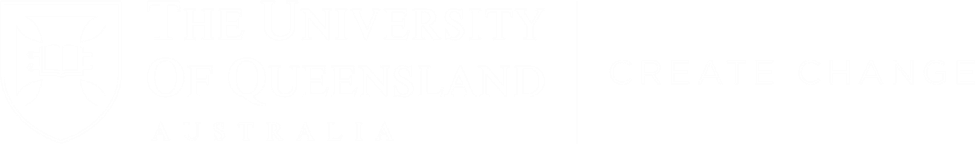 THE UNIVERSITY
OF QUEENSLAND
AUSTRALIA
CREATE CHANGE